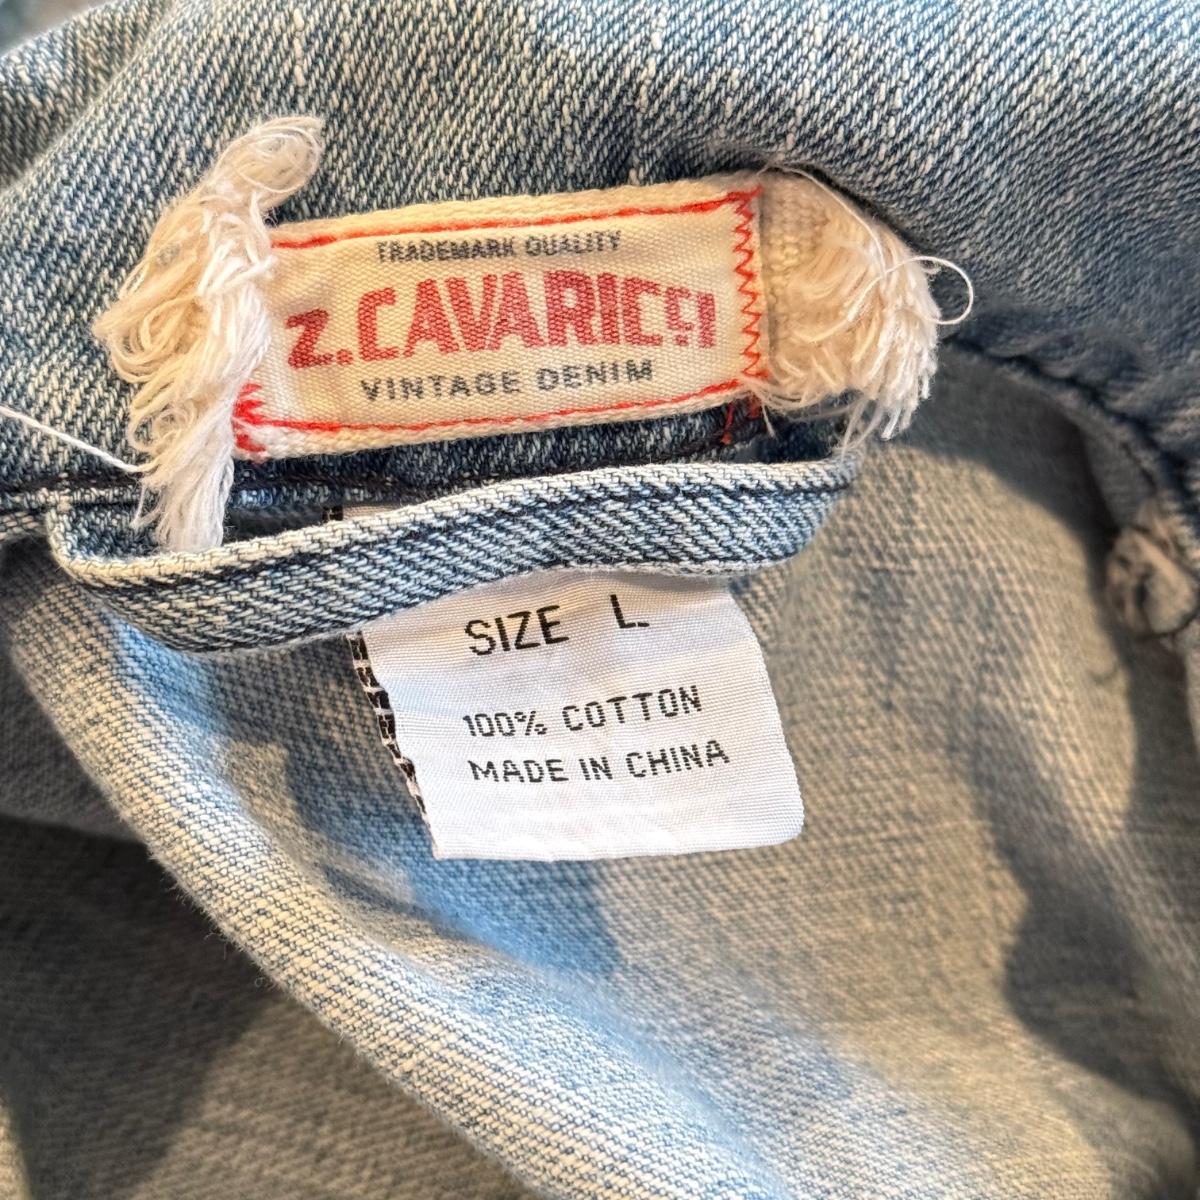 TRADEMARK QUALITY
Z.CAVARICCI
VINTAGE DENIM
SIZE L.
100% COTTON
MADE IN CHINA